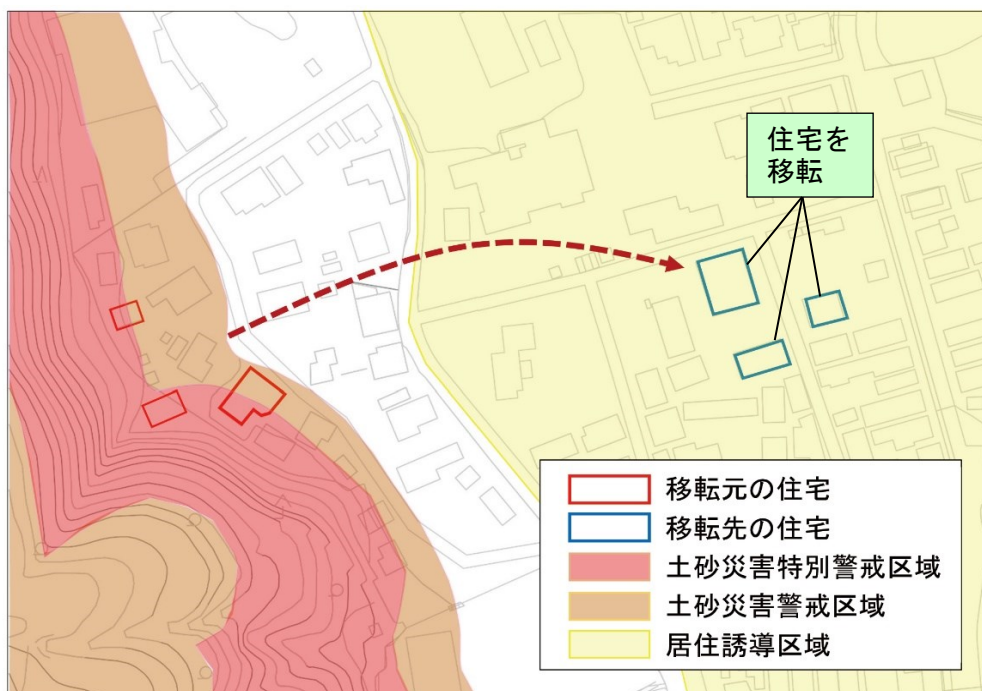 住宅を
移転
移転元の住宅
移転先の住宅
土砂災害特別警戒区域
土砂災害警戒区域
居住誘導区域